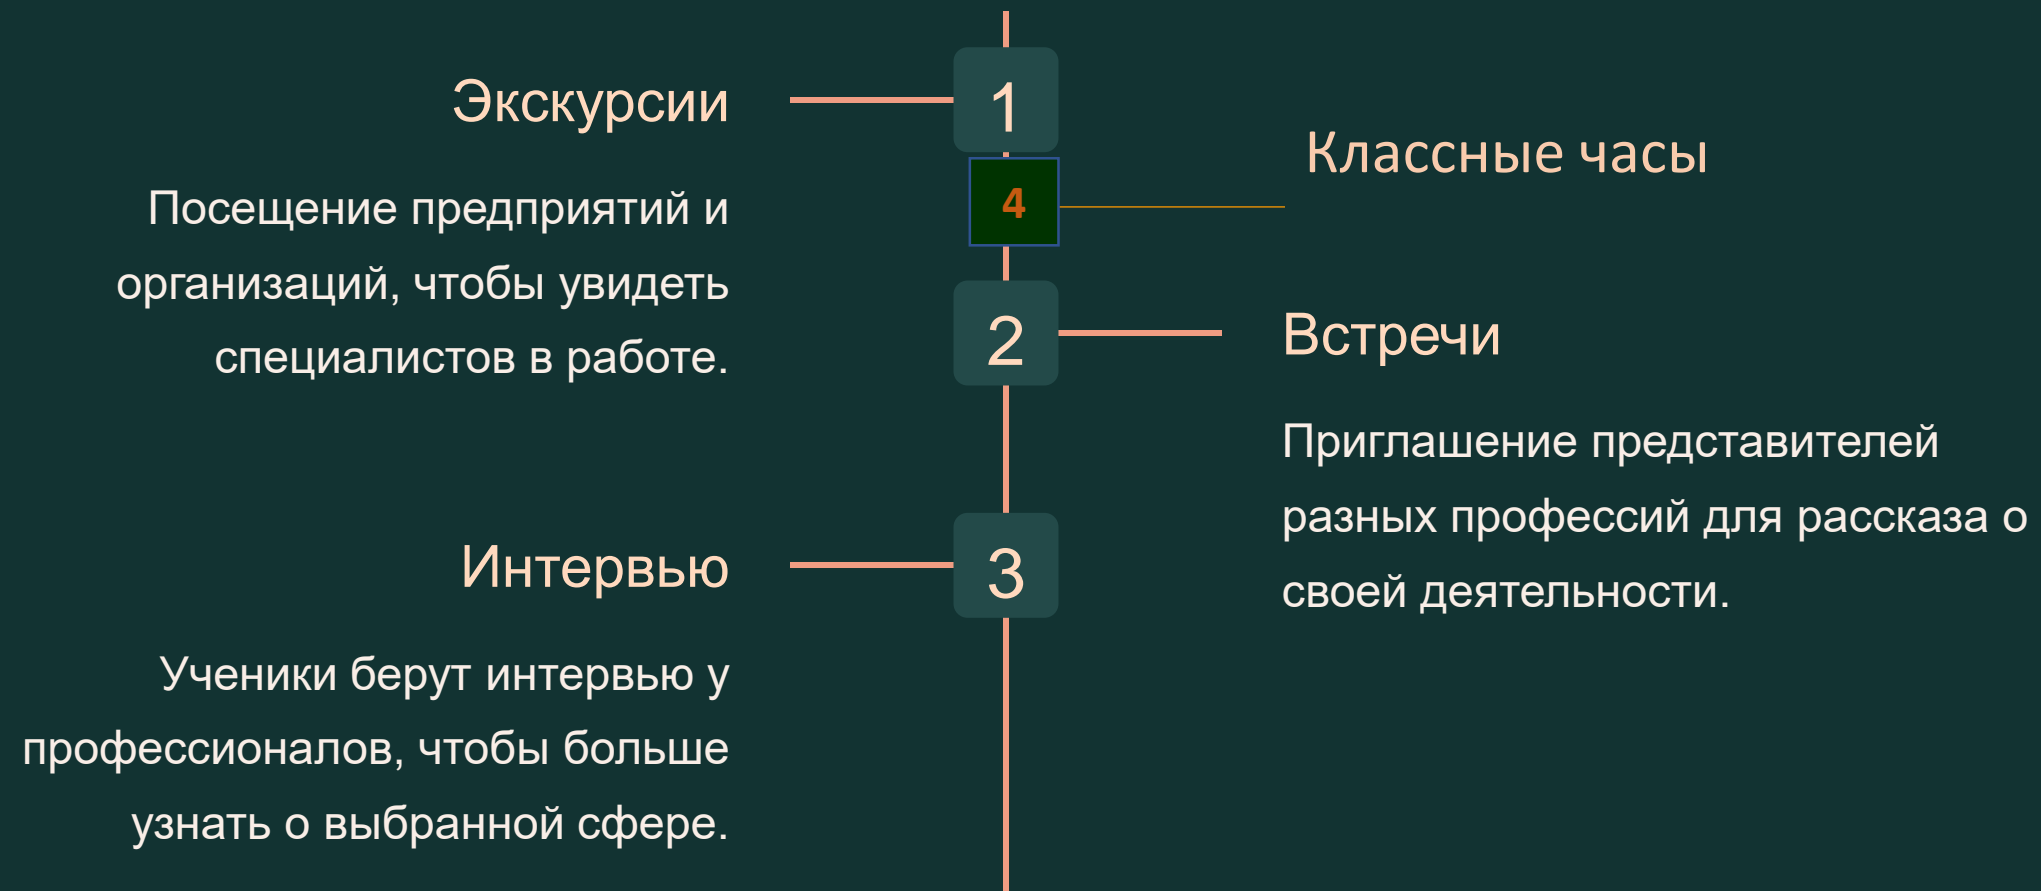 1
Экскурсии
Посещение предприятий и
организаций, чтобы увидеть
специалистов в работе.
4
Классные часы
2
Встречи
Приглашение представителей
разных профессий для рассказа о
своей деятельности.
3
Интервью
Ученики берут интервью у
профессионалов, чтобы больше
узнать о выбранной сфере.